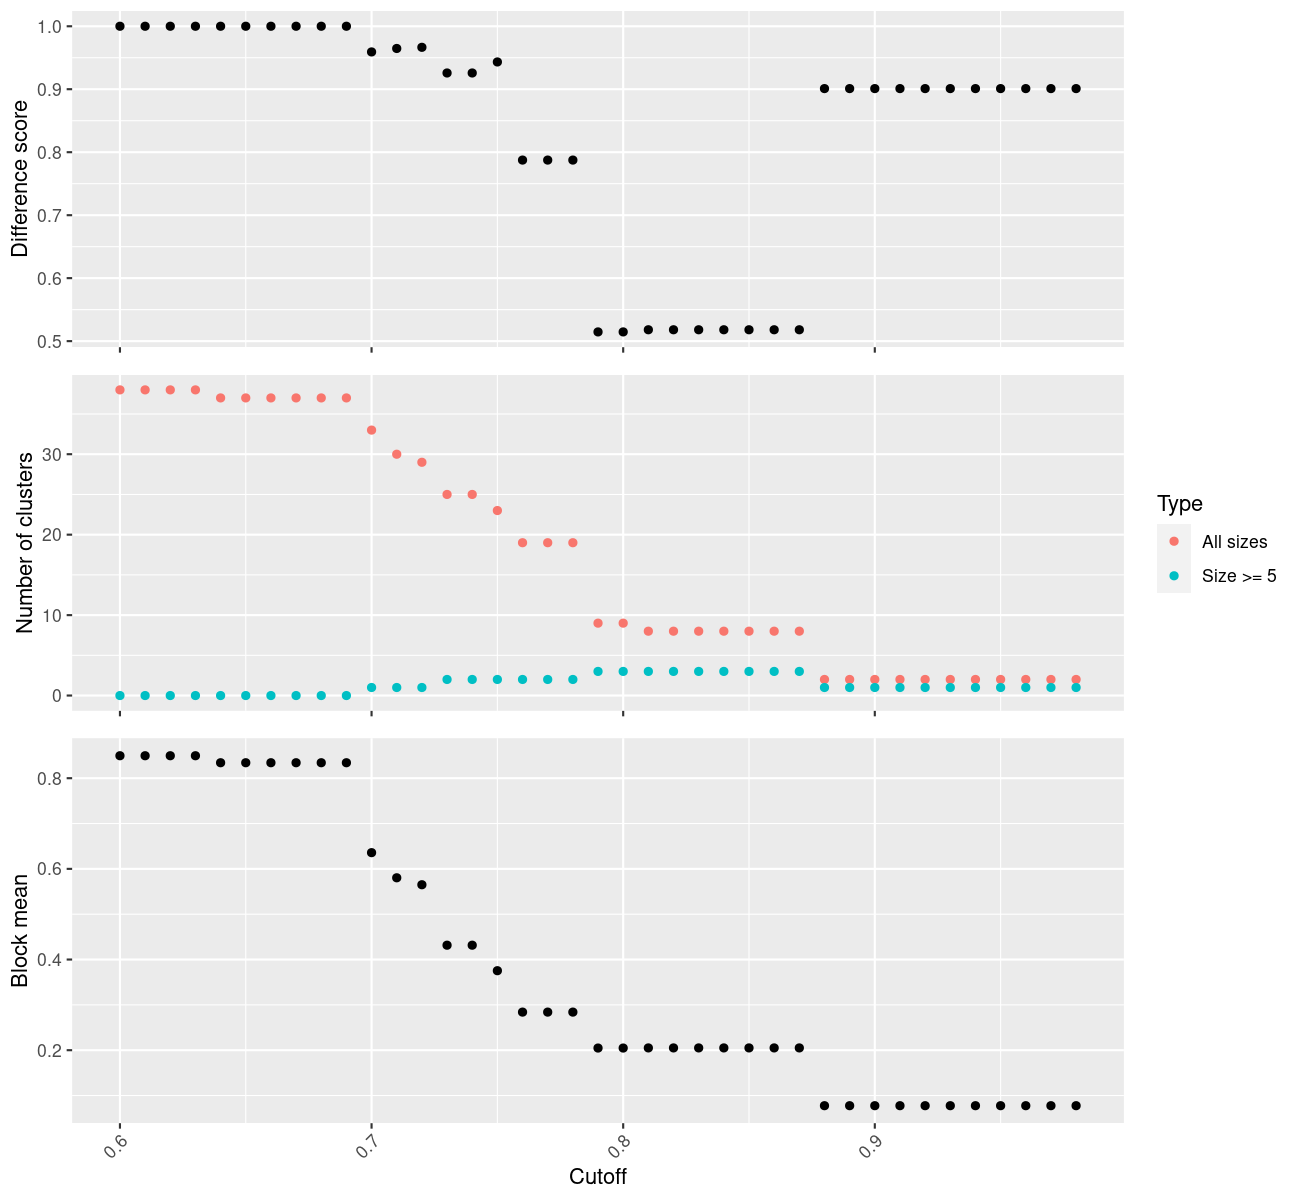 1.0
0.9
0.8
0.7
0.6
0.5
Difference score
30
20
10
0
Number of clusters
Type
All sizes
Size >= 5
0.8
0.6
0.4
0.2
Block mean
0.6 0.7 0.8 0.9
Cutoff